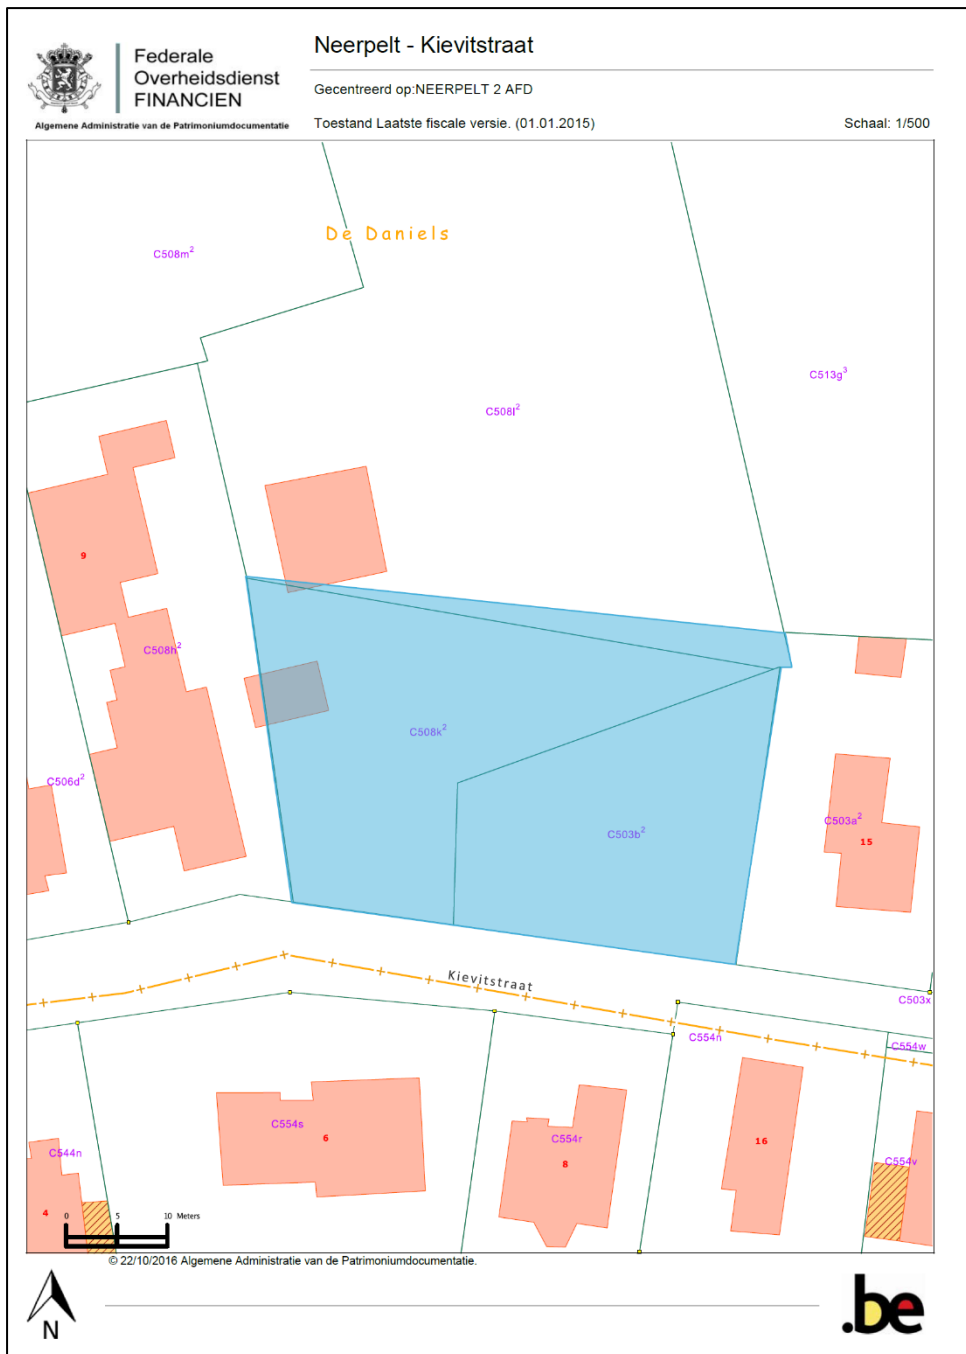 Federale
Overheidsdienst
FINANCIEN
Algemene Administratie van de Patrimoniumdocumentatie
Neerpelt - Kievitstraat
Gecentreerd op:NEERPELT 2 AFD
Toestand Laatste fiscale versie. (01.01.2015)
Schaal: 1/500
De Daniels
C508m²
C513g³
C508l²
9
C508h²
C508k²
C506d²
C503a²
C503b²
15
Kievitstraat
C503x
C554n
C554w
C554s
6
C554r
8
16
C544n
C554v
4
0 5 10 Meters
© 22/10/2016 Algemene Administratie van de Patrimoniumdocumentatie.
N
.be